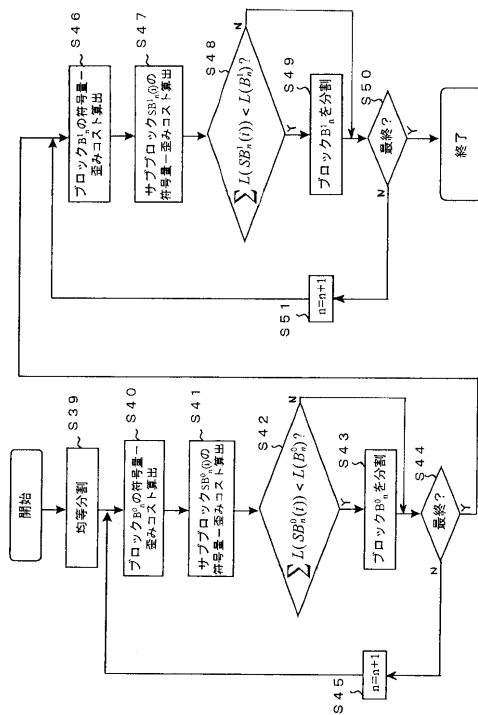 開始
均等分割
S39
ブロックB⁰ₙの符号量－
歪みコスト算出
S40
サブブロックSB⁰ₙ(i)の
符号量－歪みコスト算出
S41
∑ L(SB⁰ₙ(i)) < L(B⁰ₙ)?
S42
N
Y
ブロックB⁰ₙを分割
S43
最終?
S44
N
Y
n=n+1
S45
ブロックB¹ₙの符号量－
歪みコスト算出
S46
サブブロックSB¹ₙ(i)の
符号量－歪みコスト算出
S47
∑ L(SB¹ₙ(i)) < L(B¹ₙ)?
S48
N
Y
ブロックB¹ₙを分割
S49
最終?
S50
N
Y
n=n+1
S51
終了